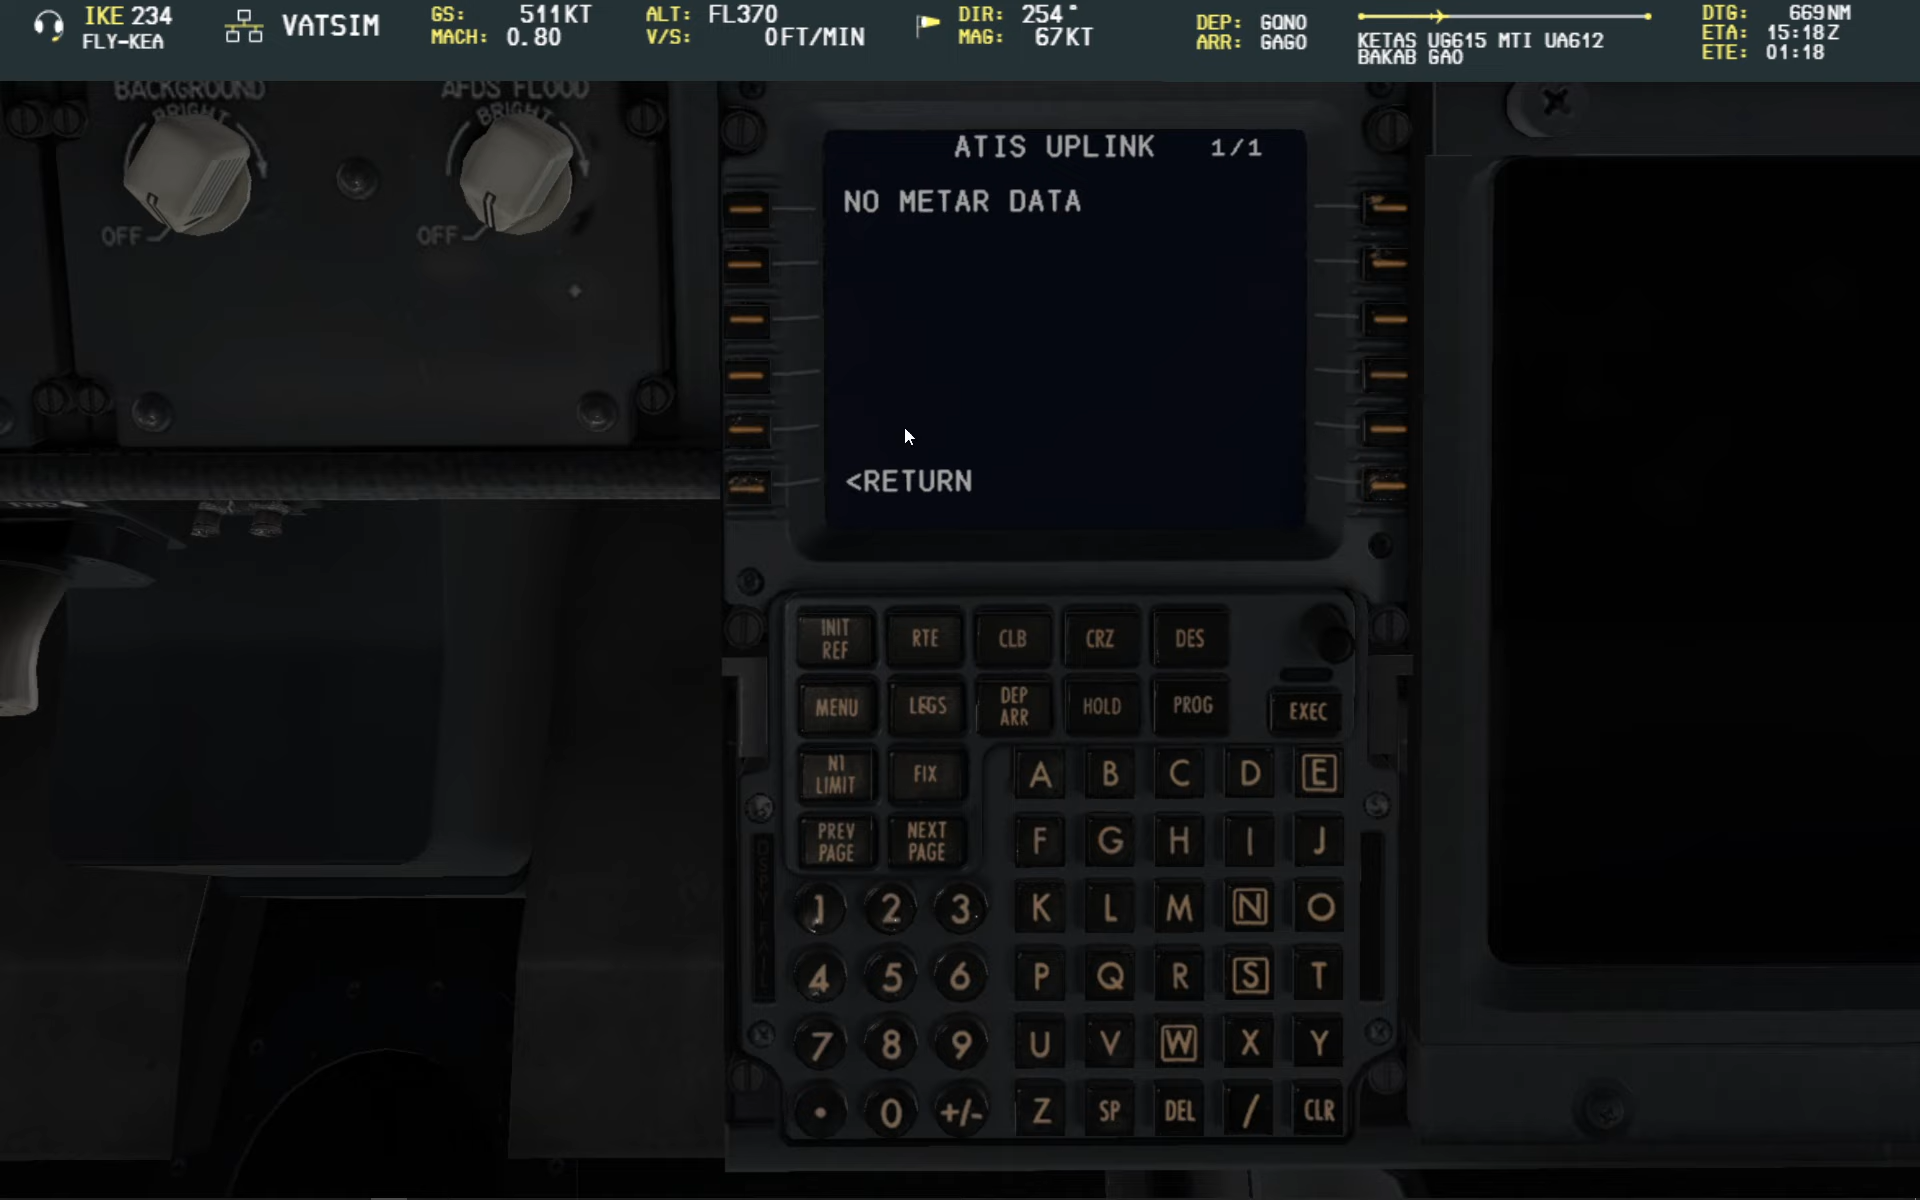 IKE 234
FLY-KEA
VATSIM
GS: 511KT
MACH: 0.80
ALT: FL370
V/S: 0FT/MIN
DIR: 254°
MAG: 67KT
DEP: GQNO
ARR: GAGO
KETAS UG615 MTI UA612
BAKAB GAO
DTG: 669NM
ETA: 15:18Z
ETE: 01:18
BACKGROUND
BRIGHT
OFF
AFDS FLOOD
BRIGHT
OFF
ATIS UPLINK 1/1
NO METAR DATA
<RETURN
INIT REF
RTE
CLB
CRZ
DES
MENU
LEGS
DEP ARR
HOLD
PROG
EXEC
N1 LIMIT
FIX
PREV PAGE
NEXT PAGE
A B C D E
F G H I J
1 2 3 K L M N O
4 5 6 P Q R S T
7 8 9 U V W X Y
. 0 +/- Z SP DEL / CLR